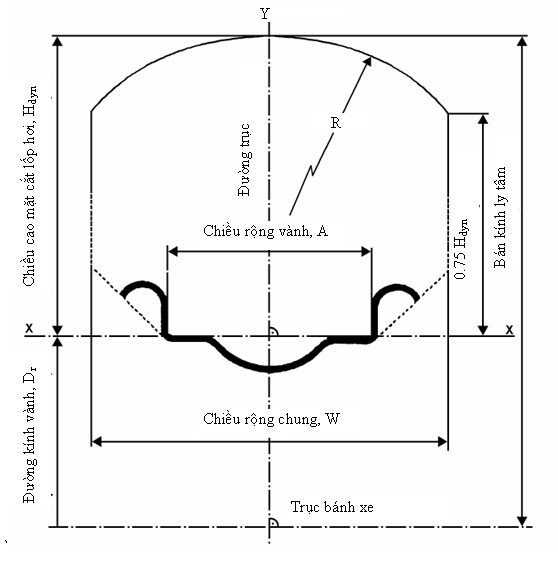 Y
Chiều cao mắt cắt lốp hơi, Hdyn
Đường trục
R
Chiều rộng vành, A
0.75 Hdyn
Bán kính ly tâm
X
X
Đường kính vành, Dr
Chiều rộng chung, W
Trục bánh xe